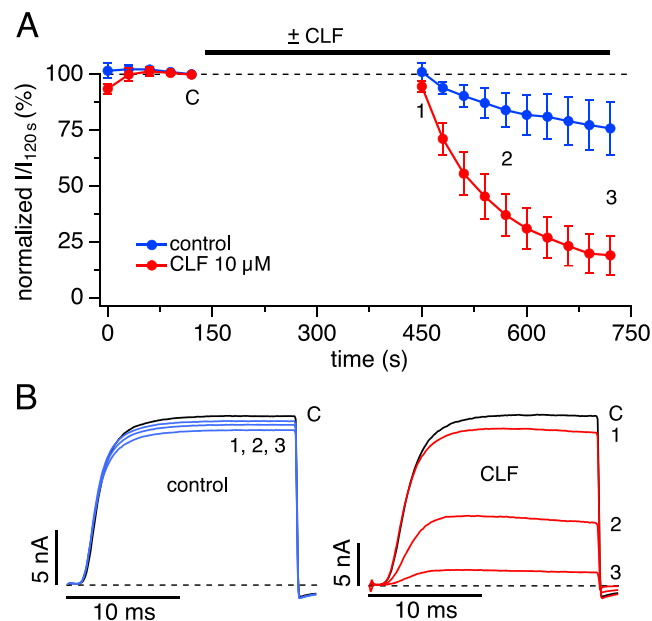 A
± CLF
normalized I/I120 s (%)
100
75
50
25
0
C
1
2
3
control
CLF 10 µM
0
150
300
450
600
750
time (s)
B
C
1, 2, 3
control
5 nA
10 ms
C
1
CLF
2
3
5 nA
10 ms